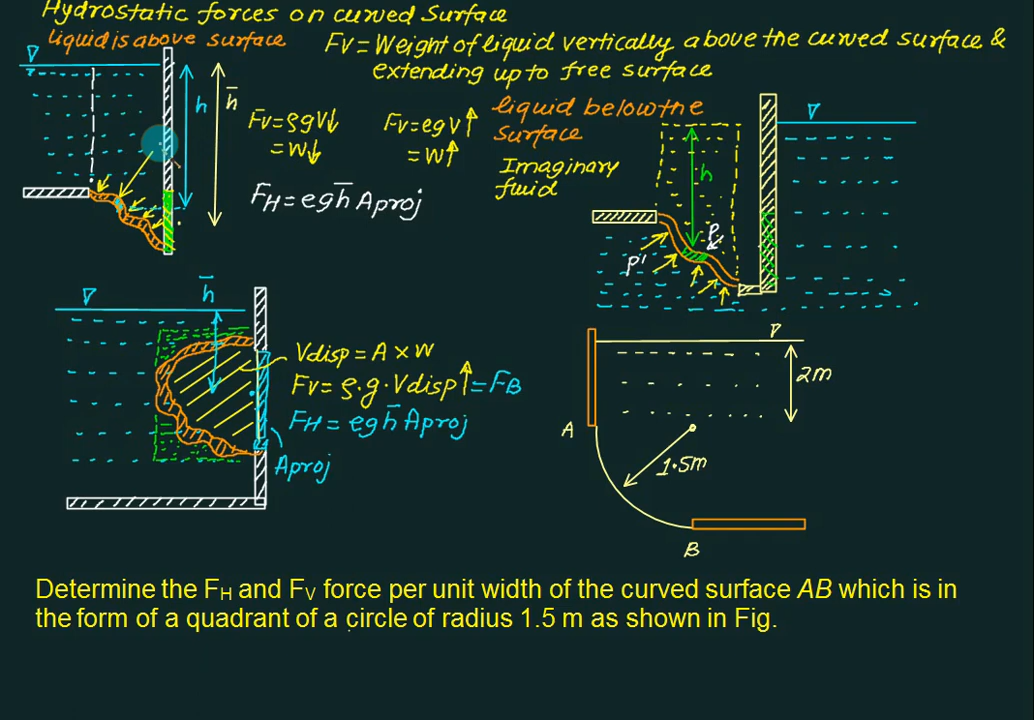 Hydrostatic forces on curved Surface
liquid is above surface
FV = Weight of liquid vertically above the curved surface &
extending up to free surface
h
h̄
FV = ρgV↓
= W↓
FV = ρgV↑
= W↑
FH = ρgh̄ Aproj
liquid below the
surface
Imaginary
fluid
h
P
P'
h̄
Vdisp = A × W
FV = ρ.g.Vdisp↑ = FB
FH = ρgh̄ Aproj
Aproj
2m
A
1.5m
B
Determine the FH and FV force per unit width of the curved surface AB which is in
the form of a quadrant of a circle of radius 1.5 m as shown in Fig.